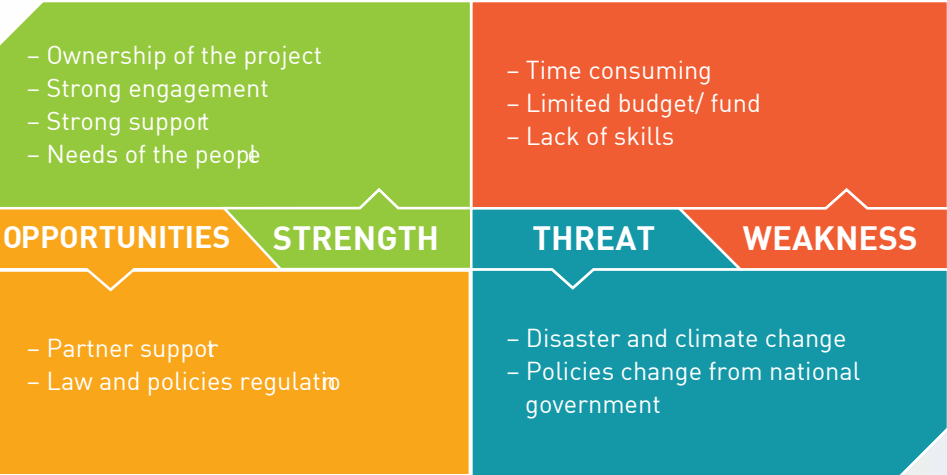 – Ownership of the project
– Strong engagement
– Strong support
– Needs of the people
– Time consuming
– Limited budget/ fund
– Lack of skills
OPPORTUNITIES
STRENGTH
THREAT
WEAKNESS
– Partner support
– Law and policies regulation
– Disaster and climate change
– Policies change from national
government